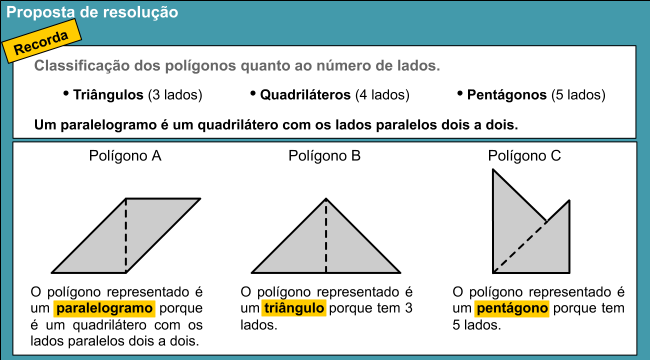 Proposta de resolução
Recorda
Classificação dos polígonos quanto ao número de lados.
• Triângulos (3 lados) • Quadriláteros (4 lados) • Pentágonos (5 lados)
Um paralelogramo é um quadrilátero com os lados paralelos dois a dois.
Polígono A
O polígono representado é
um paralelogramo porque
é um quadrilátero com os
lados paralelos dois a dois.
Polígono B
O polígono representado é
um triângulo porque tem 3
lados.
Polígono C
O polígono representado é
um pentágono porque tem
5 lados.